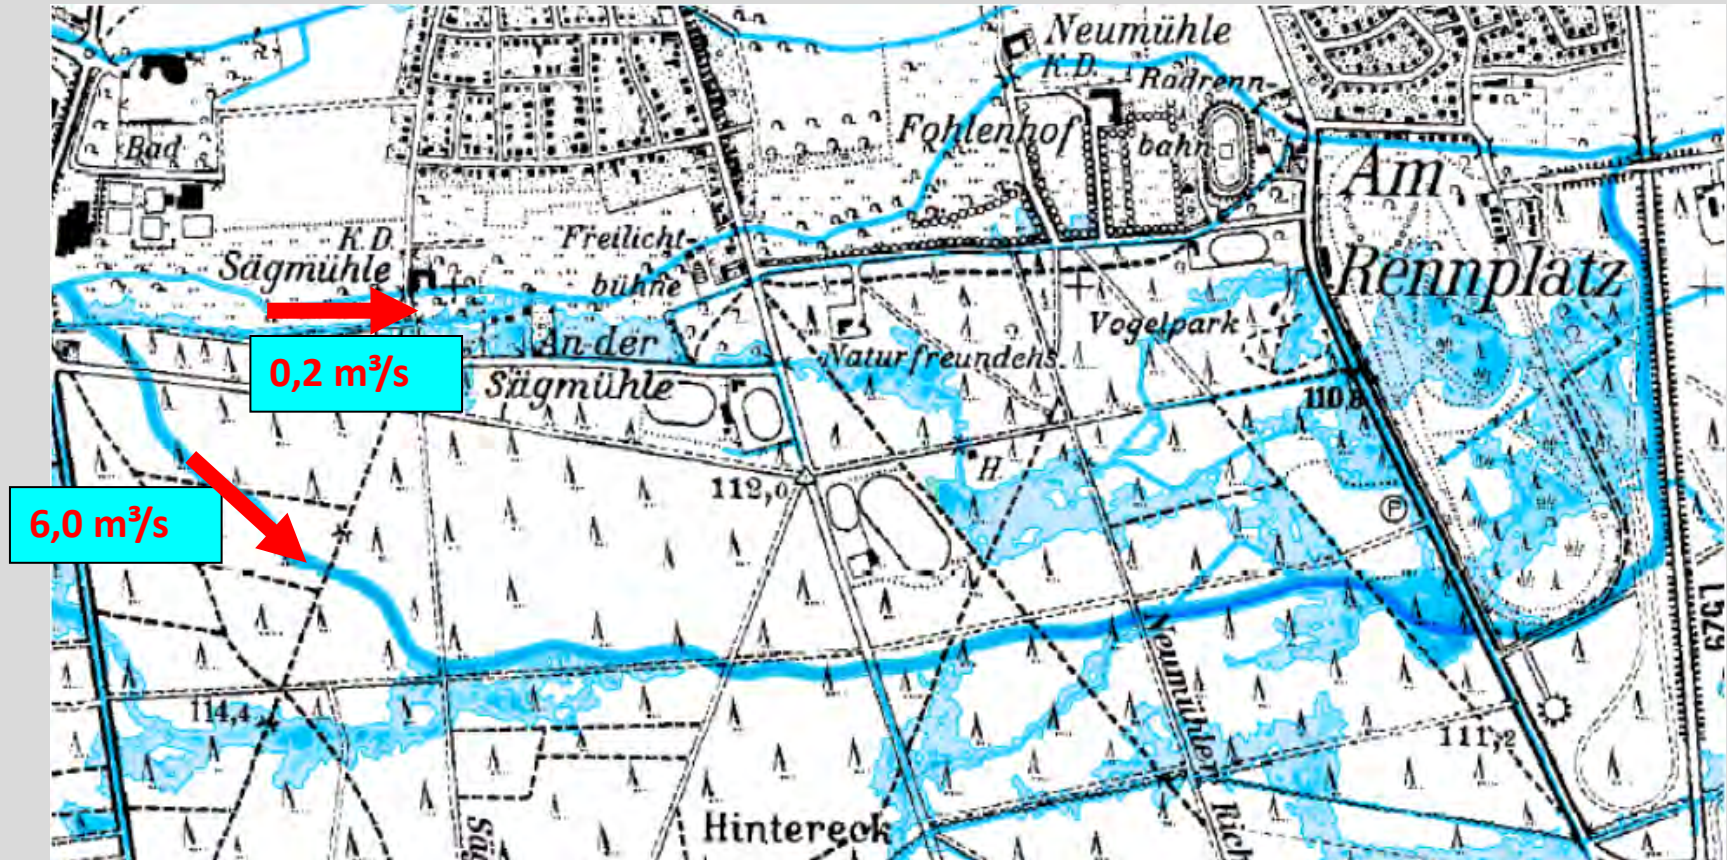 Neumühle
K.D.
Radrenn-
Fohlenhof
bahn
Bad
Am
K.D.
Sägmühle
Freilicht-
bühne
Rennplatz
Vogelpark
0,2 m³/s
An der
Naturfreundehs.
Sägmühle
110,8
H.
112,0
P
6,0 m³/s
L 529
Neumühler
114,4
111,2
Hintereck